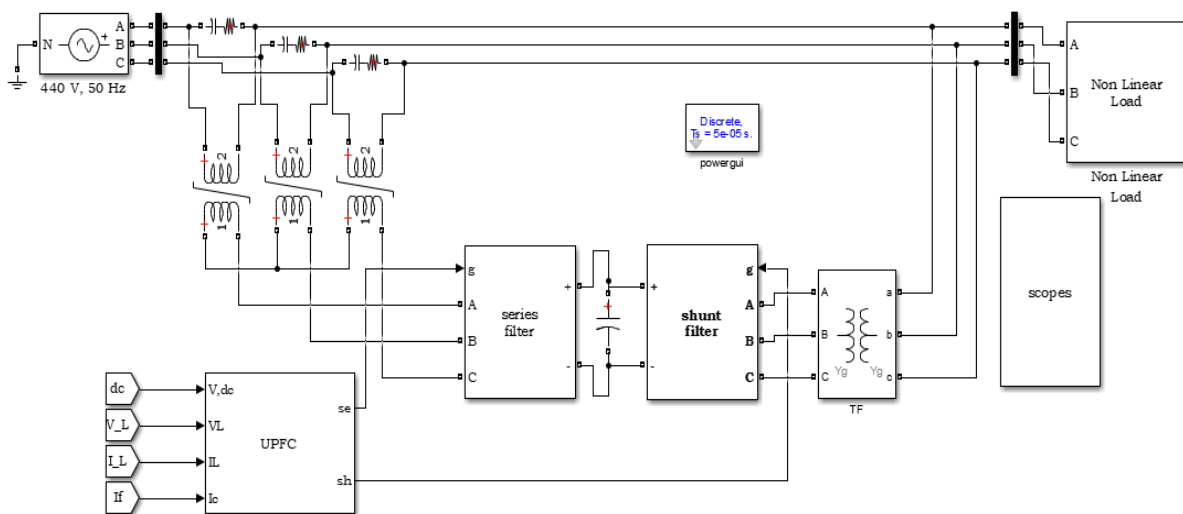 A
N
+
B
C
440 V, 50 Hz
A
B
C
Non Linear
Load
Non Linear
Load
Discrete,
Ts = 5e-05 s.
powergui
2
2
2
+
+
+
1
1
1
+
+
+
g
A
B
C
series
filter
+
-
+
+
-
shunt
filter
g
A
B
C
A
B
C
a
b
c
Yg
Yg
TF
scopes
dc
V_L
I_L
If
V,dc
VL
IL
Ic
UPFC
se
sh